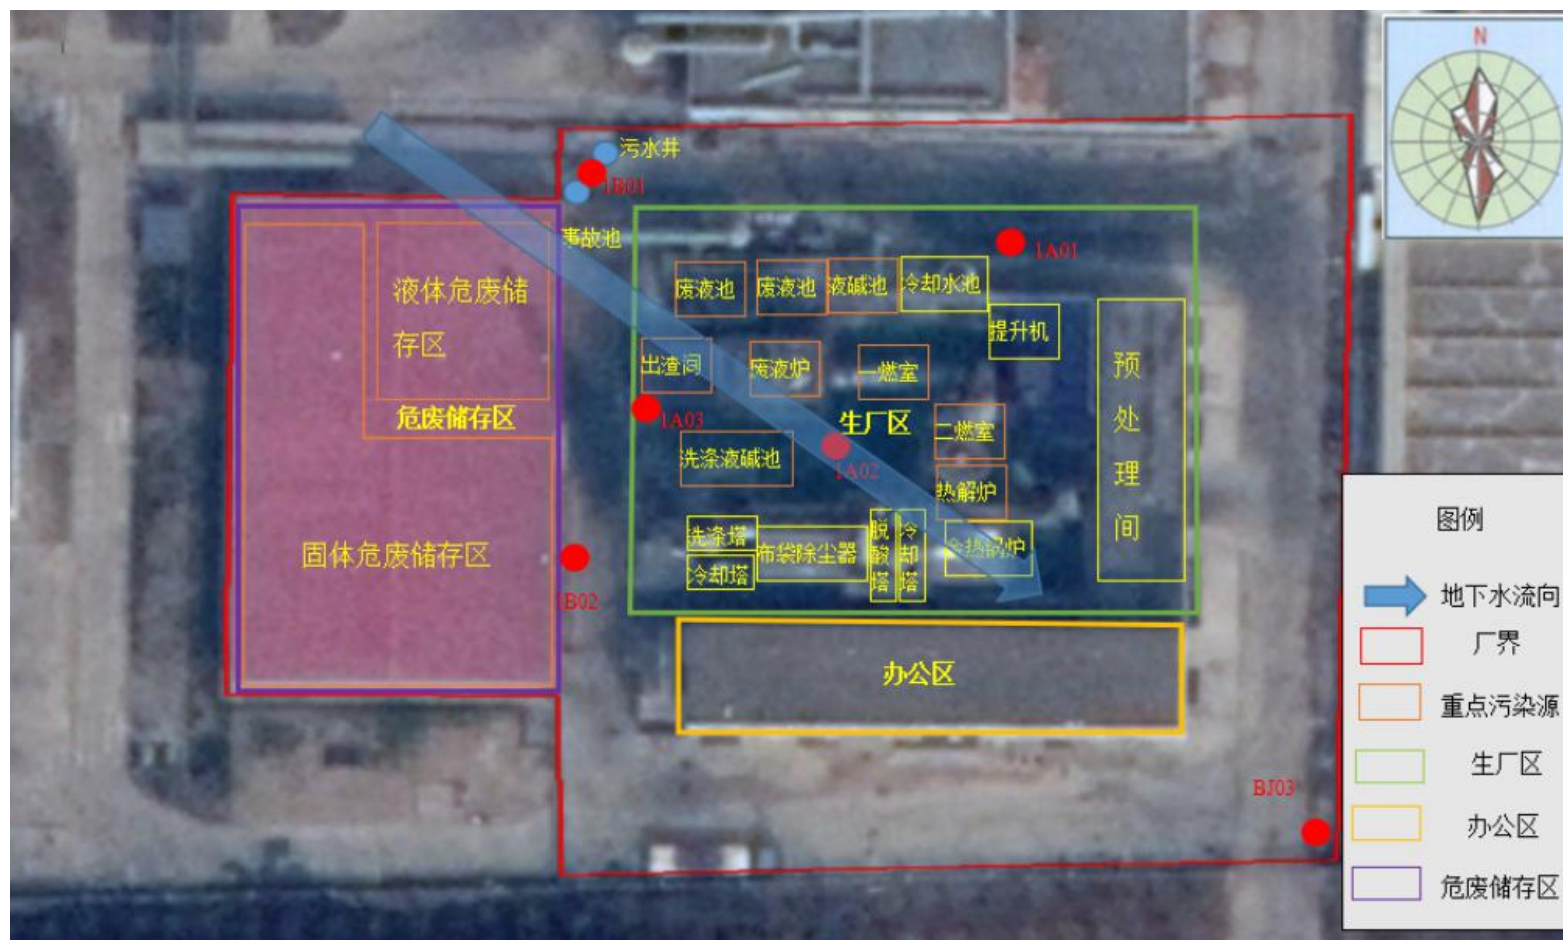 N
污水井
1B01
事故池
1A01
废液池
废液池
液碱池
冷却水池
液体危废储
存区
提升机
出渣间
废液炉
一燃室
预
处
理
间
危废储存区
1A03
生厂区
二燃室
洗涤液碱池
1A02
热解炉
图例
洗涤塔
布袋除尘器
脱
酸
塔
冷
却
塔
余热锅炉
固体危废储存区
冷却塔
1B02
地下水流向
厂界
办公区
重点污染源
生厂区
BJ03
办公区
危废储存区